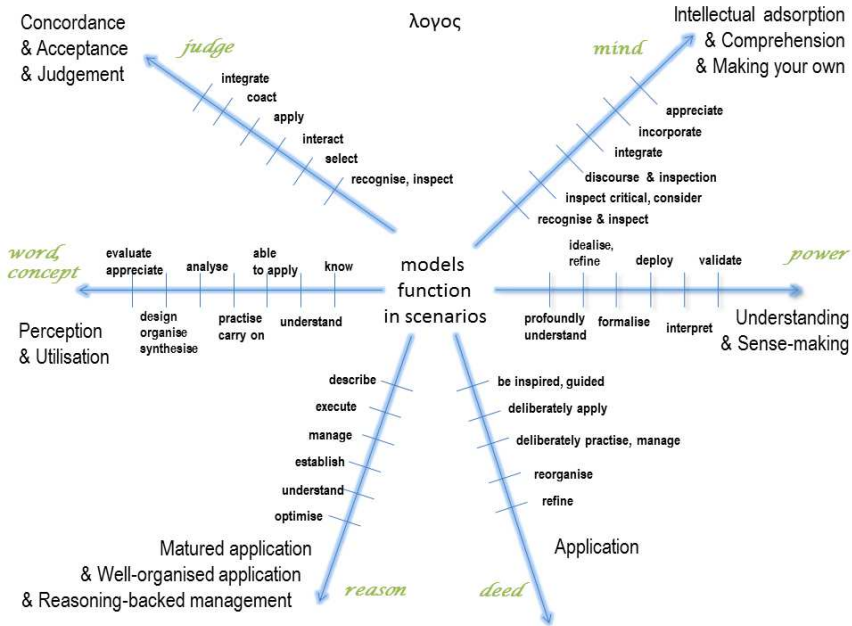 λογος
Concordance
& Acceptance
& Judgement
judge
integrate
coact
apply
interact
select
recognise, inspect
Intellectual adsorption
& Comprehension
& Making your own
mind
appreciate
incorporate
integrate
discourse & inspection
inspect critical, consider
recognise & inspect
word,
concept
evaluate
appreciate
analyse
able
to apply
know
design
organise
synthesise
practise
carry on
understand
Perception
& Utilisation
models
function
in scenarios
idealise,
refine
deploy
validate
power
profoundly
understand
formalise
interpret
Understanding
& Sense-making
describe
execute
manage
establish
understand
optimise
Matured application
& Well-organised application
& Reasoning-backed management
reason
be inspired, guided
deliberately apply
deliberately practise, manage
reorganise
refine
Application
deed